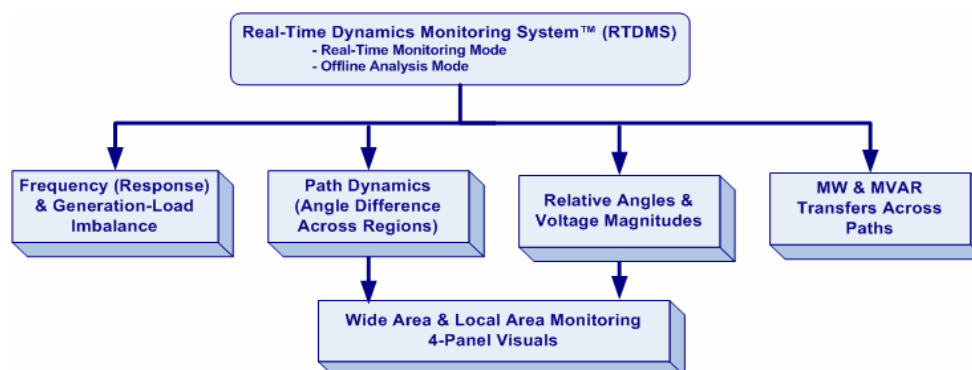 Real-Time Dynamics Monitoring System™ (RTDMS)
- Real-Time Monitoring Mode
- Offline Analysis Mode
Frequency (Response)
& Generation-Load
Imbalance
Path Dynamics
(Angle Difference
Across Regions)
Relative Angles &
Voltage Magnitudes
MW & MVAR
Transfers Across
Paths
Wide Area & Local Area Monitoring
4-Panel Visuals